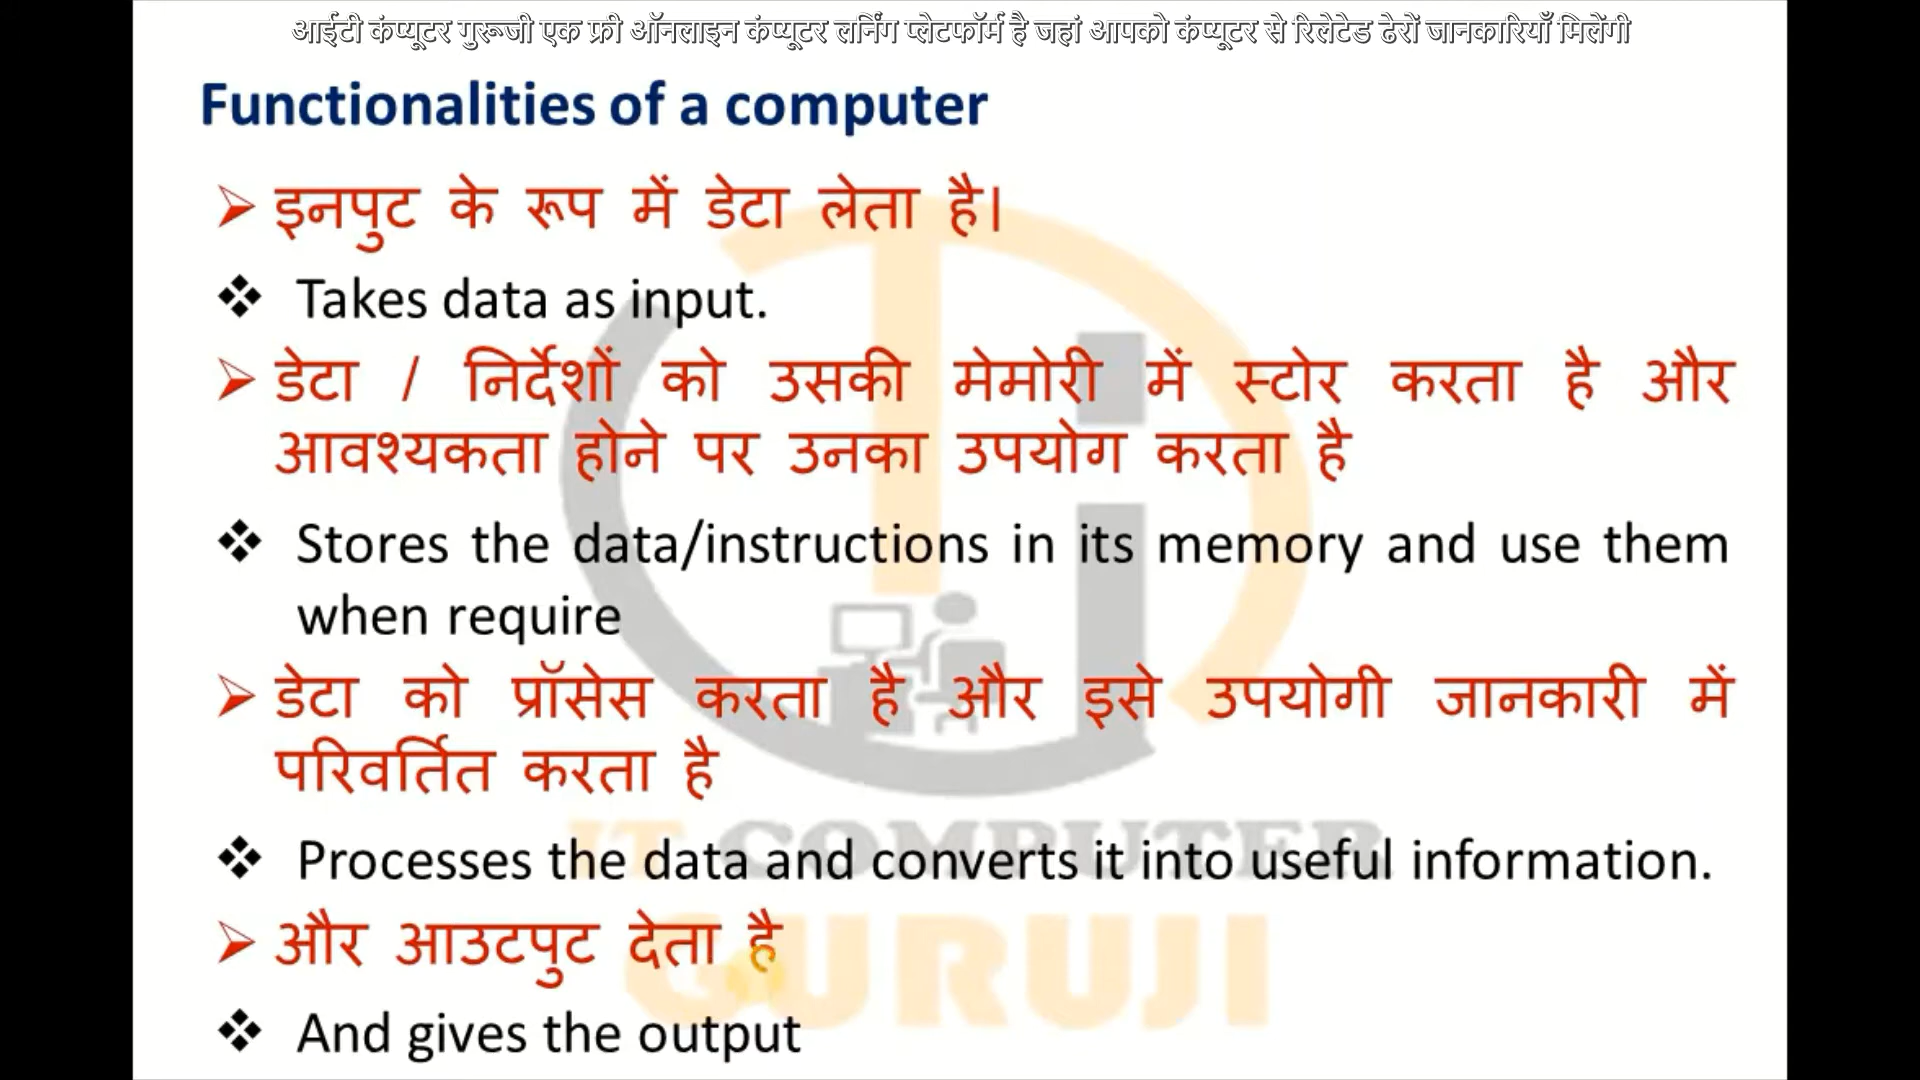 आईटी कंप्यूटर गुरूजी एक फ्री ऑनलाइन कंप्यूटर लर्निंग प्लेटफॉर्म है जहां आपको कंप्यूटर से रिलेटेड ढेरों जानकारियाँ मिलेंगी
Functionalities of a computer
➢ इनपुट के रूप में डेटा लेता है।
❖ Takes data as input.
➢ डेटा / निर्देशों को उसकी मेमोरी में स्टोर करता है और
आवश्यकता होने पर उनका उपयोग करता है
❖ Stores the data/instructions in its memory and use them
when require
➢ डेटा को प्रॉसेस करता है और इसे उपयोगी जानकारी में
परिवर्तित करता है
IT COMPUTER
❖ Processes the data and converts it into useful information.
➢ और आउटपुट देता है
GURUJI
❖ And gives the output